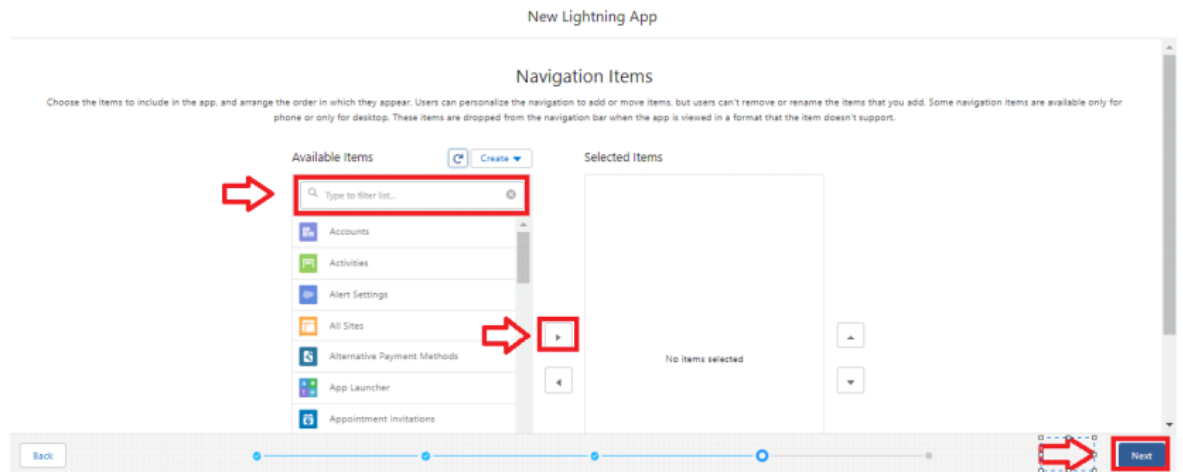 New Lightning App
Navigation Items
Choose the items to include in the app, and arrange the order in which they appear. Users can personalize the navigation to add or move items, but users can't remove or rename the items that you add. Some navigation items are available only for
phone or only for desktop. These items are dropped from the navigation bar when the app is viewed in a format that the item doesn't support.
Available Items
Create
Selected Items
Type to filter list...
Accounts
Activities
Alert Settings
All Sites
Alternative Payment Methods
No items selected
App Launcher
Appointment Invitations
Back
Next